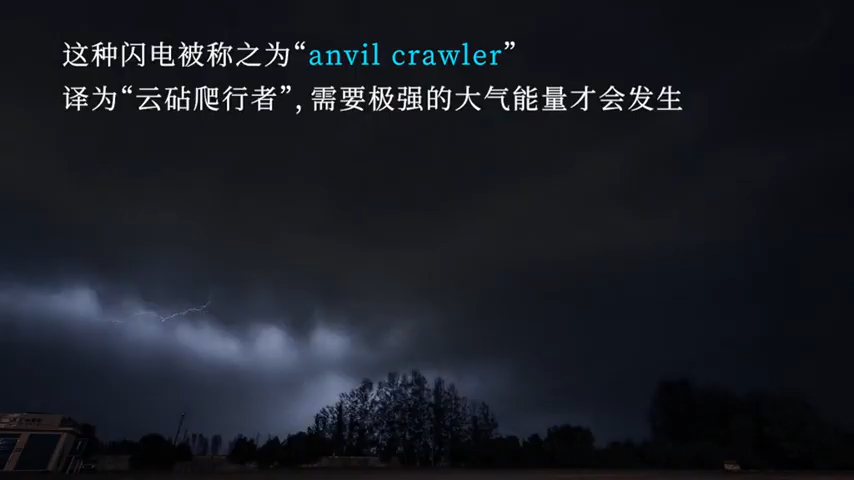 这种闪电被称之为“anvil crawler”
译为“云砧爬行者”, 需要极强的大气能量才会发生